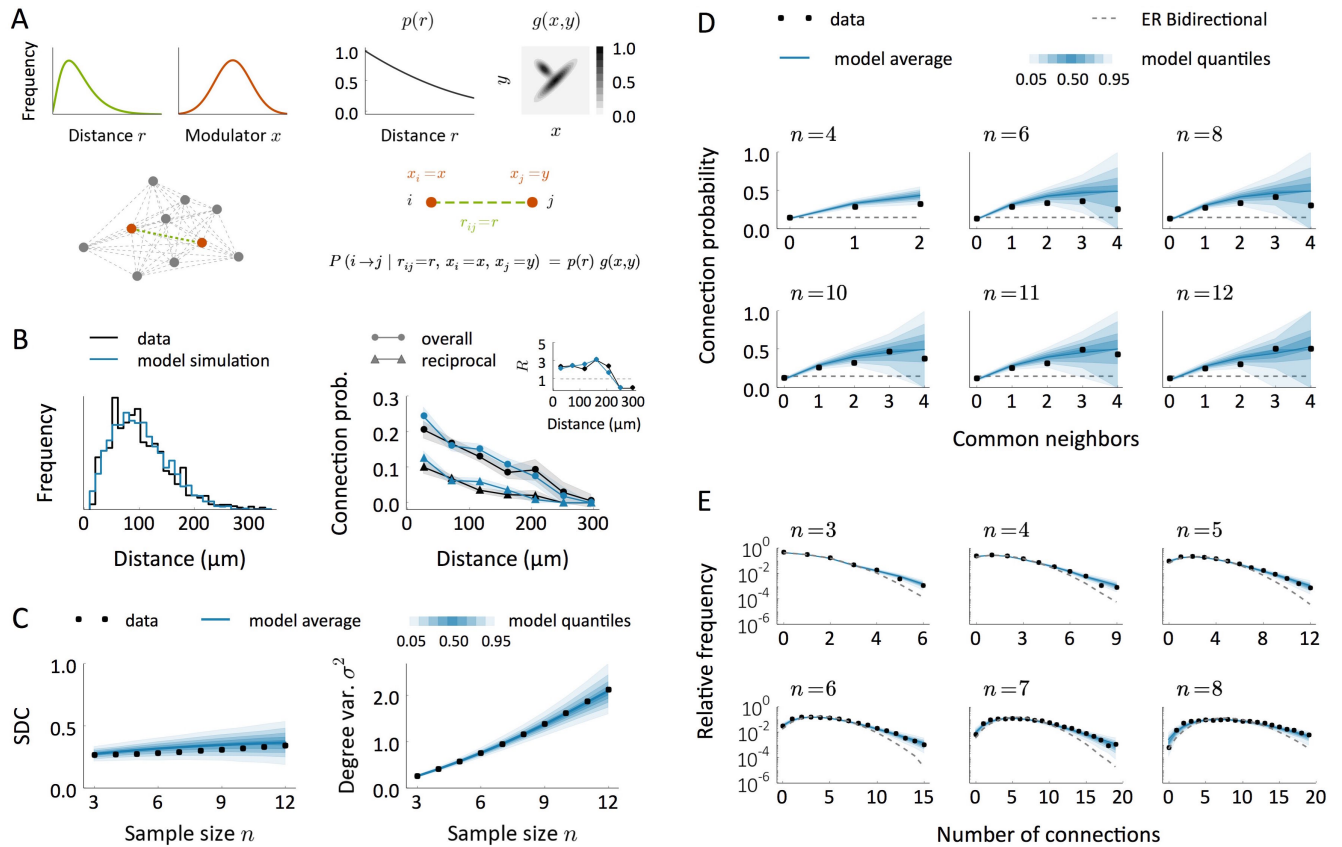 A
p(r)
g(x,y)
Frequency
Distance r
Modulator x
1.0
0.5
0.0
Distance r
y
x
1.0
0.5
0
x_i=x
x_j=y
i
j
r_ij=r
P (i→j | r_ij=r, x_i=x, x_j=y) = p(r) g(x,y)
B
data
model simulation
Frequency
0 100 200 300
Distance (μm)
overall
reciprocal
Connection prob.
0.3
0.2
0.1
0.0
0 100 200 300
Distance (μm)
R
5
3
1
0 100 200 300
Distance (μm)
C
data
model average
model quantiles
0.05 0.50 0.95
SDC
1.0
0.5
0.0
3 6 9 12
Sample size n
Degree var. σ²
2.0
1.0
0.0
3 6 9 12
Sample size n
D
data
ER Bidirectional
model average
model quantiles
0.05 0.50 0.95
Connection probability
n=4
n=6
n=8
1.0
0.5
0.0
0 1 2
0 1 2 3 4
0 1 2 3 4
n=10
n=11
n=12
1.0
0.5
0.0
0 1 2 3 4
0 1 2 3 4
0 1 2 3 4
Common neighbors
E
Relative frequency
n=3
n=4
n=5
10⁰
10⁻²
10⁻⁴
10⁻⁶
0 2 4 6
0 3 6 9
0 4 8 12
n=6
n=7
n=8
10⁰
10⁻²
10⁻⁴
10⁻⁶
0 5 10 15
0 5 10 15 20
0 5 10 15 20
Number of connections